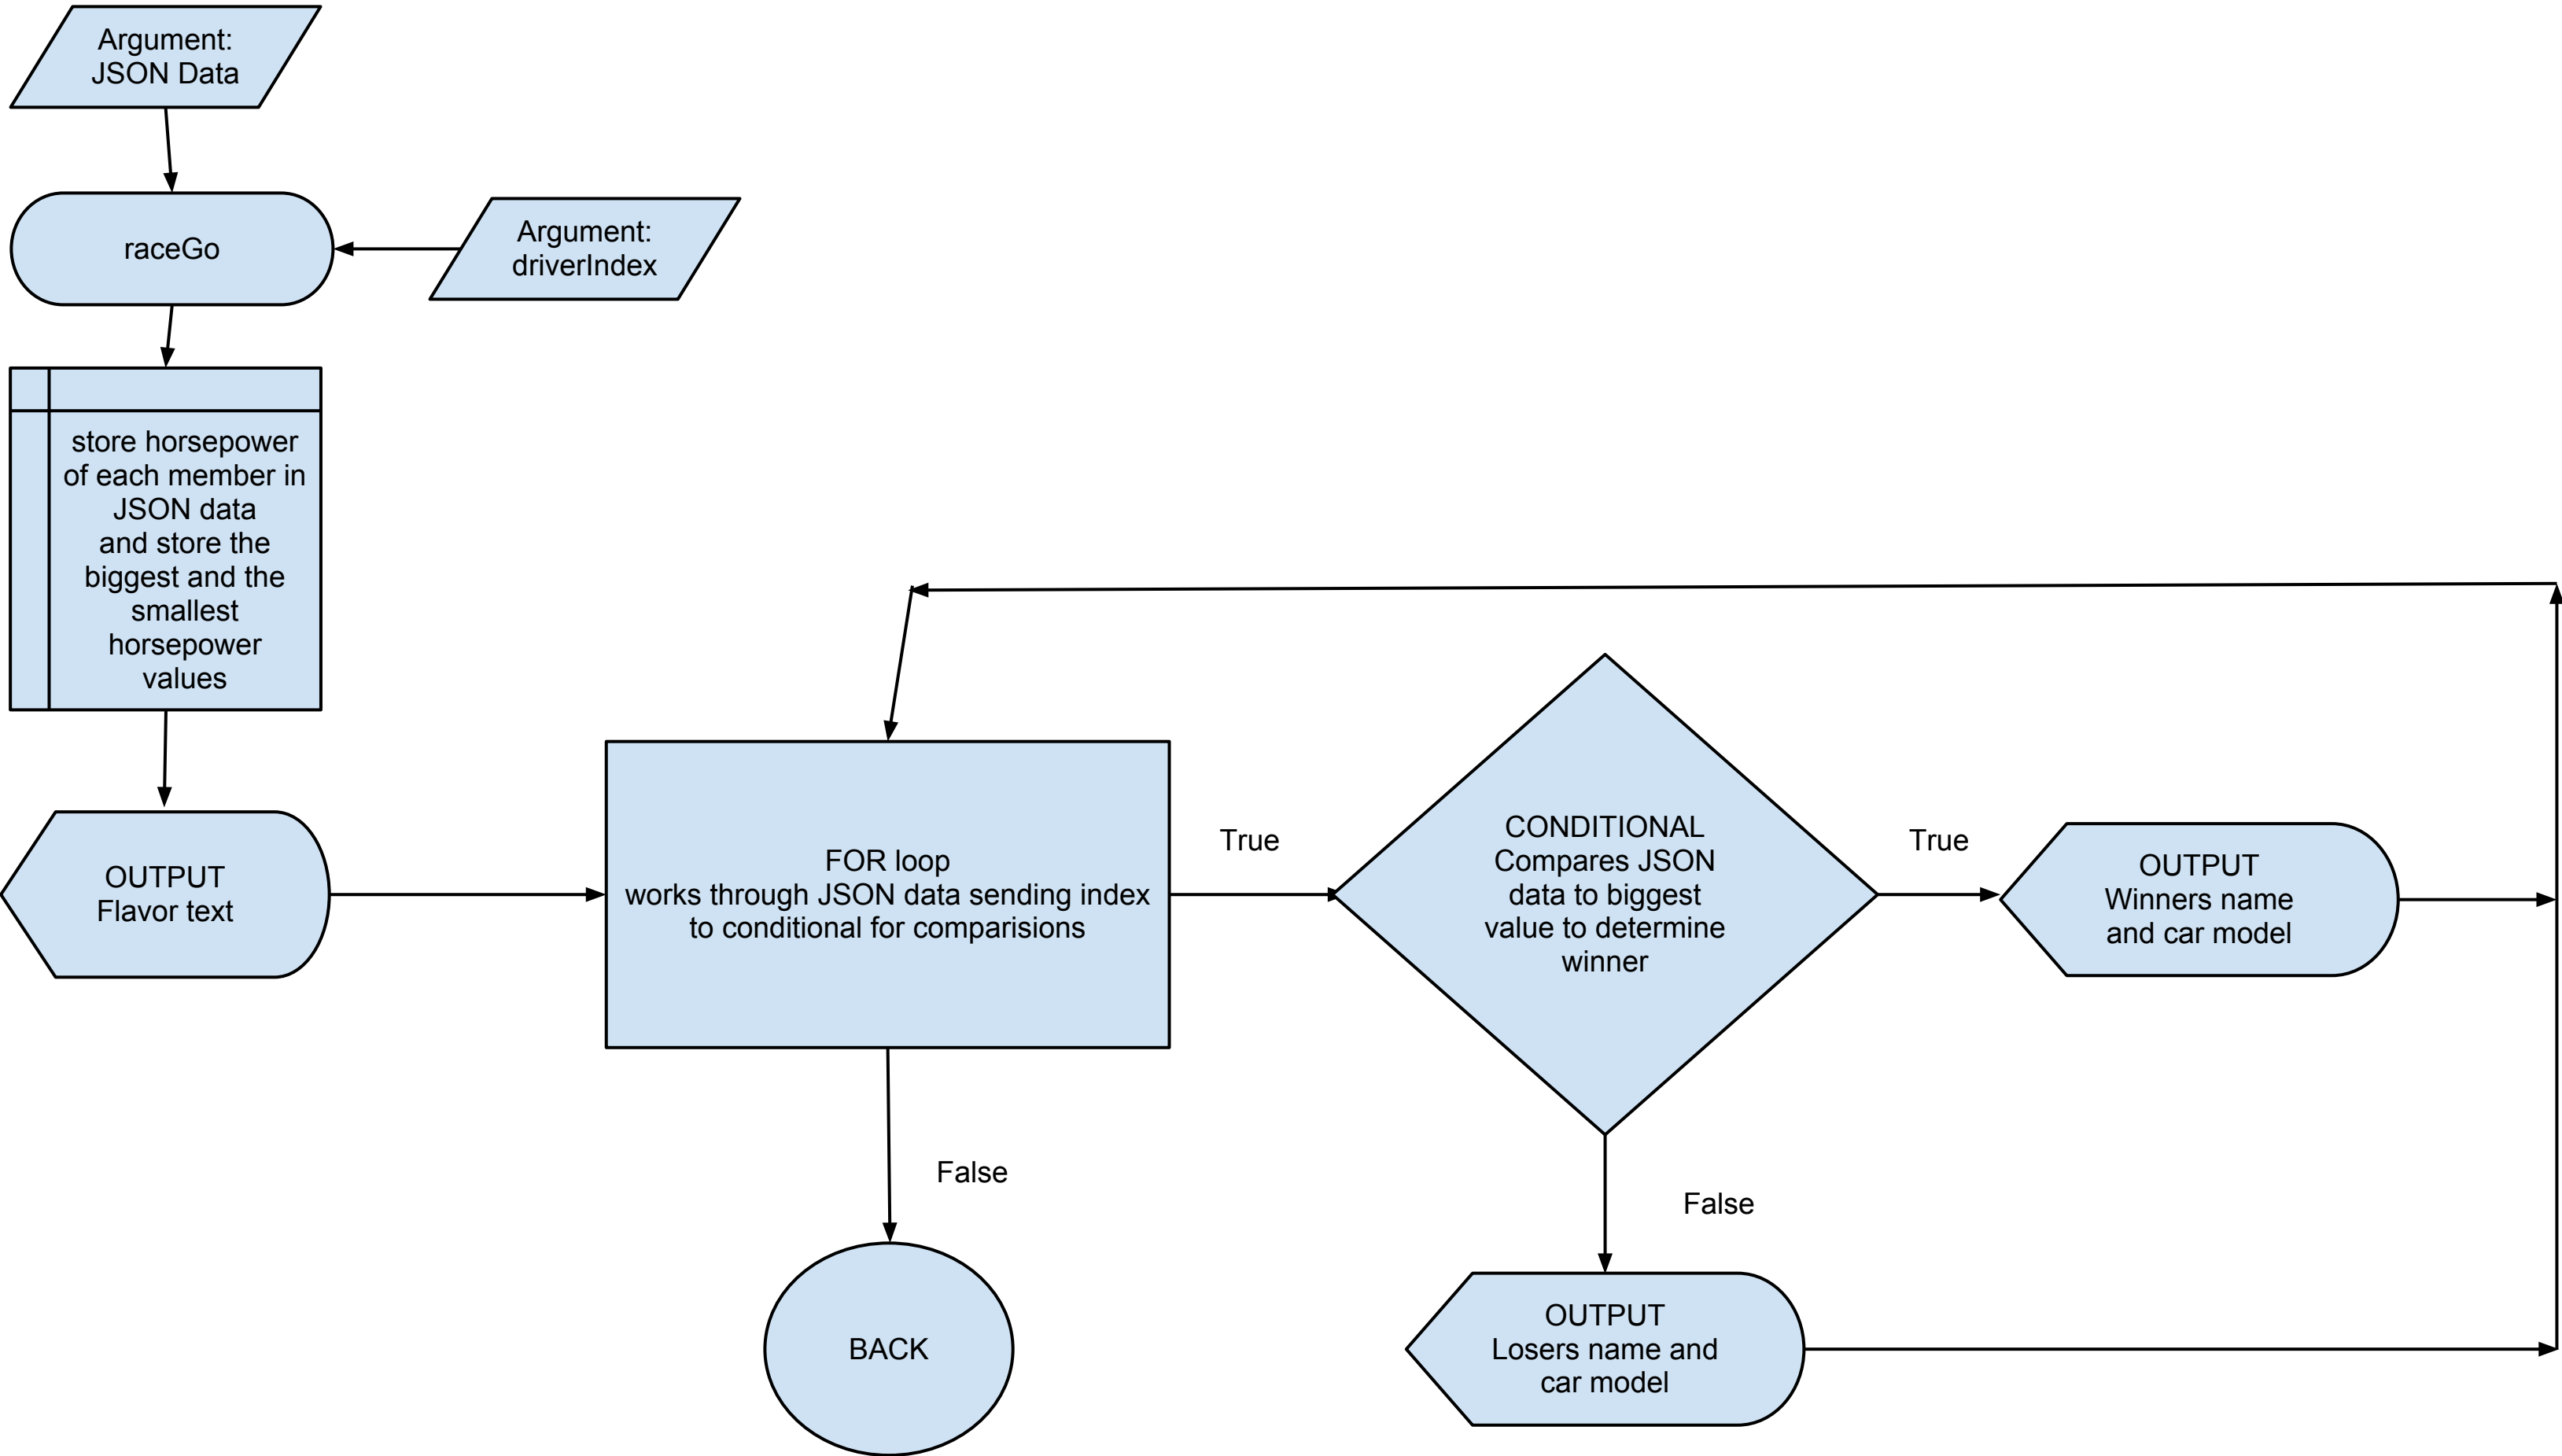 Argument:
JSON Data
raceGo
Argument:
driverIndex
store horsepower
of each member in
JSON data
and store the
biggest and the
smallest
horsepower
values
OUTPUT
Flavor text
FOR loop
works through JSON data sending index
to conditional for comparisions
True
CONDITIONAL
Compares JSON
data to biggest
value to determine
winner
True
OUTPUT
Winners name
and car model
False
BACK
False
OUTPUT
Losers name and
car model